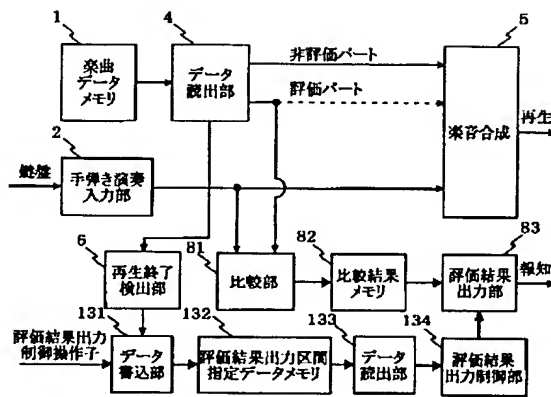 1
楽曲
データ
メモリ
4
データ
読出部
非評価パート
評価パート
5
楽音合成
再生
鍵盤
2
手弾き演奏
入力部
6
再生終了
検出部
81
比較部
82
比較結果
メモリ
83
評価結果
出力部
報知
評価結果出力
制御操作子
131
データ
書込部
132
評価結果出力区間
指定データメモリ
133
データ
読出部
134
評価結果
出力制御部